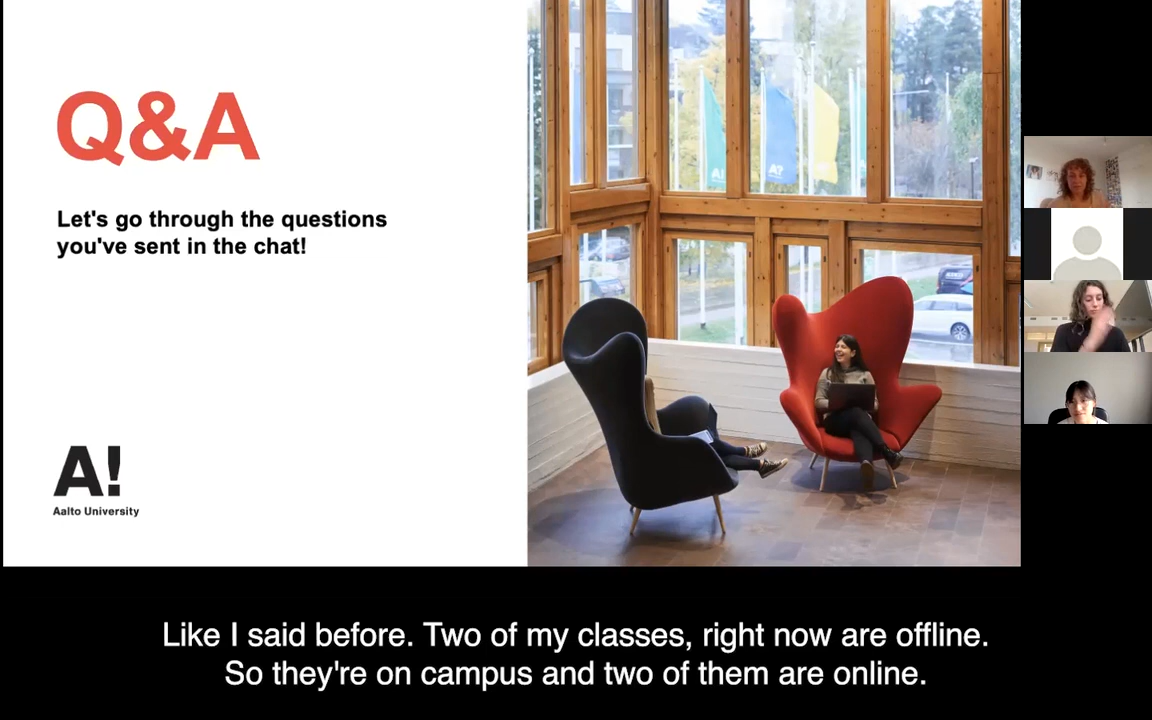 Q&A
Let's go through the questions
you've sent in the chat!
A!
Aalto University
A!
A?
Like I said before. Two of my classes, right now are offline.
So they're on campus and two of them are online.